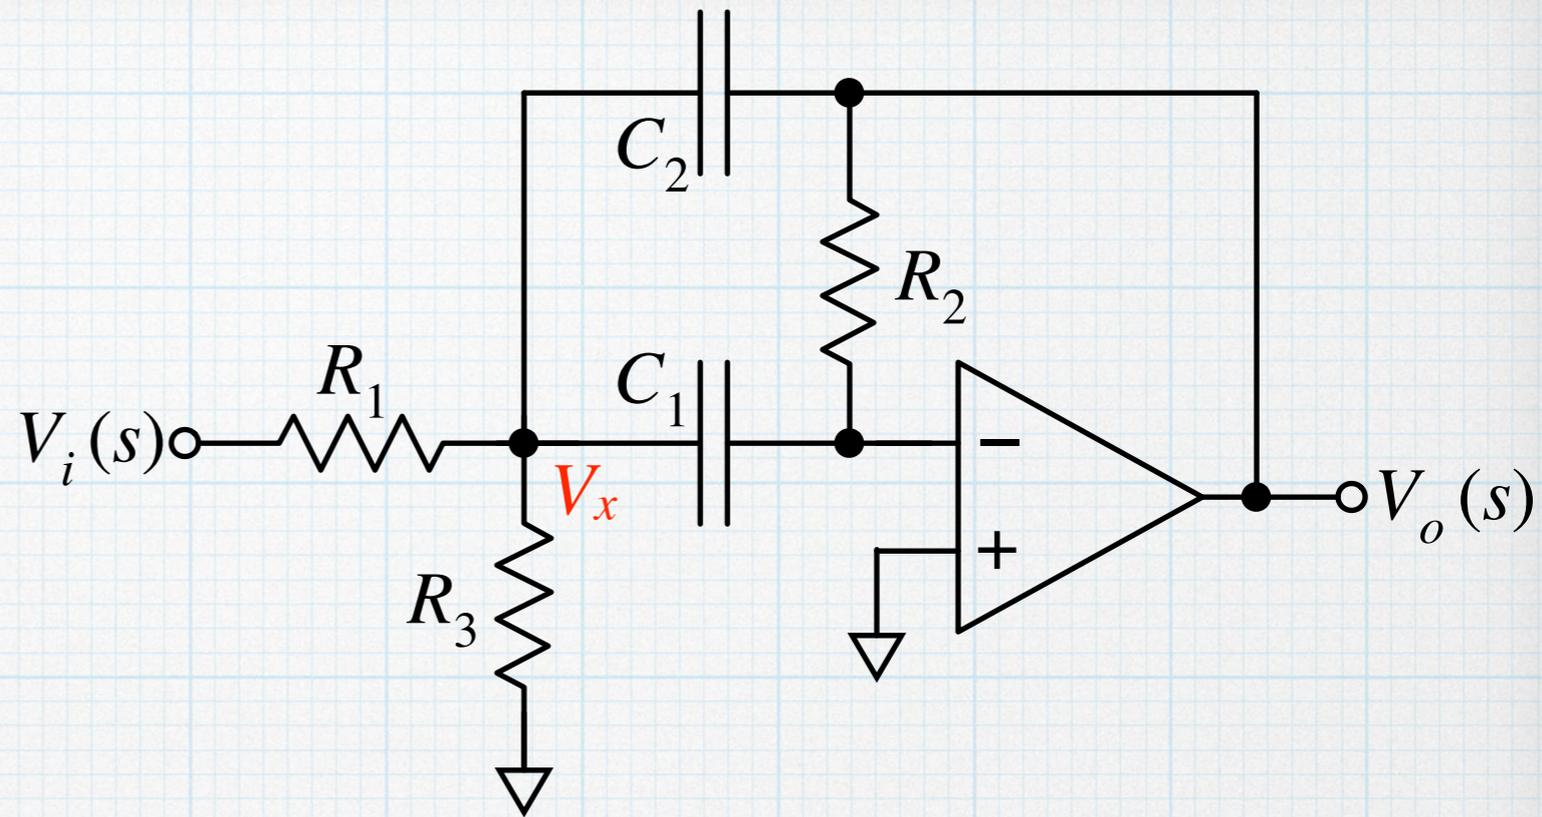 C₂
R₂
R₁
C₁
Vᵢ(s)
−
Vₓ
Vₒ(s)
+
R₃